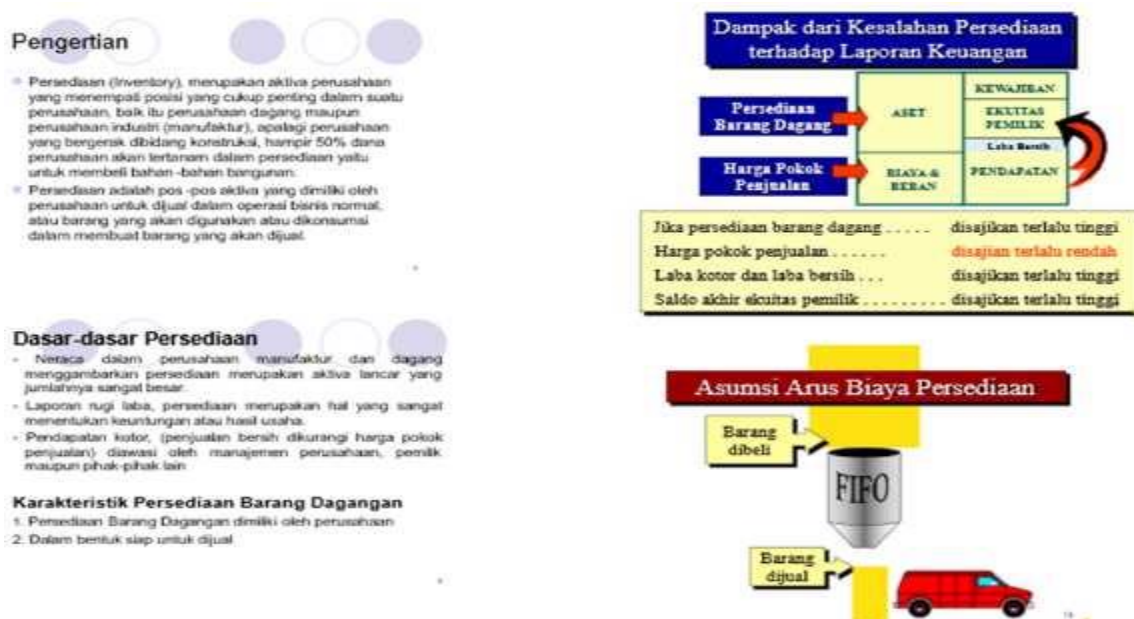 Pengertian
Persediaan (Inventory), merupakan aktiva perusahaan
yang menempati posisi yang cukup penting dalam suatu
perusahaan, baik itu perusahaan dagang maupun
perusahaan industri (manufaktur), apalagi perusahaan
yang bergerak dibidang konstruksi, hampir 50% dana
perusahaan akan tertanam dalam persediaan yaitu
untuk membeli bahan -bahan bangunan.
Persediaan adalah pos -pos aktiva yang dimiliki oleh
perusahaan untuk dijual dalam operasi bisnis normal,
atau barang yang akan digunakan atau dikonsumsi
dalam membuat barang yang akan dijual.
Dampak dari Kesalahan Persediaan
terhadap Laporan Keuangan
Persediaan
Barang Dagang
Harga Pokok
Penjualan
ASET
BIAYA &
BEBAN
KEWAJIBAN
EKUITAS
PEMILIK
Laba Bersih
PENDAPATAN
Jika persediaan barang dagang ..... disajikan terlalu tinggi
Harga pokok penjualan ...... disajian terlalu rendah
Laba kotor dan laba bersih ... disajikan terlalu tinggi
Saldo akhir ekuitas pemilik ......... disajikan terlalu tinggi
Dasar-dasar Persediaan
- Neraca dalam perusahaan manufaktur dan dagang
menggambarkan persediaan merupakan aktiva lancar yang
jumlahnya sangat besar.
- Laporan rugi laba, persediaan merupakan hal yang sangat
menentukan keuntungan atau hasil usaha.
- Pendapatan kotor, (penjualan bersih dikurangi harga pokok
penjualan) diawasi oleh manajemen perusahaan, pemilik
maupun pihak-pihak lain
Karakteristik Persediaan Barang Dagangan
1. Persediaan Barang Dagangan dimiliki oleh perusahaan
2. Dalam bentuk siap untuk dijual
Asumsi Arus Biaya Persediaan
Barang
dibeli
FIFO
Barang
dijual